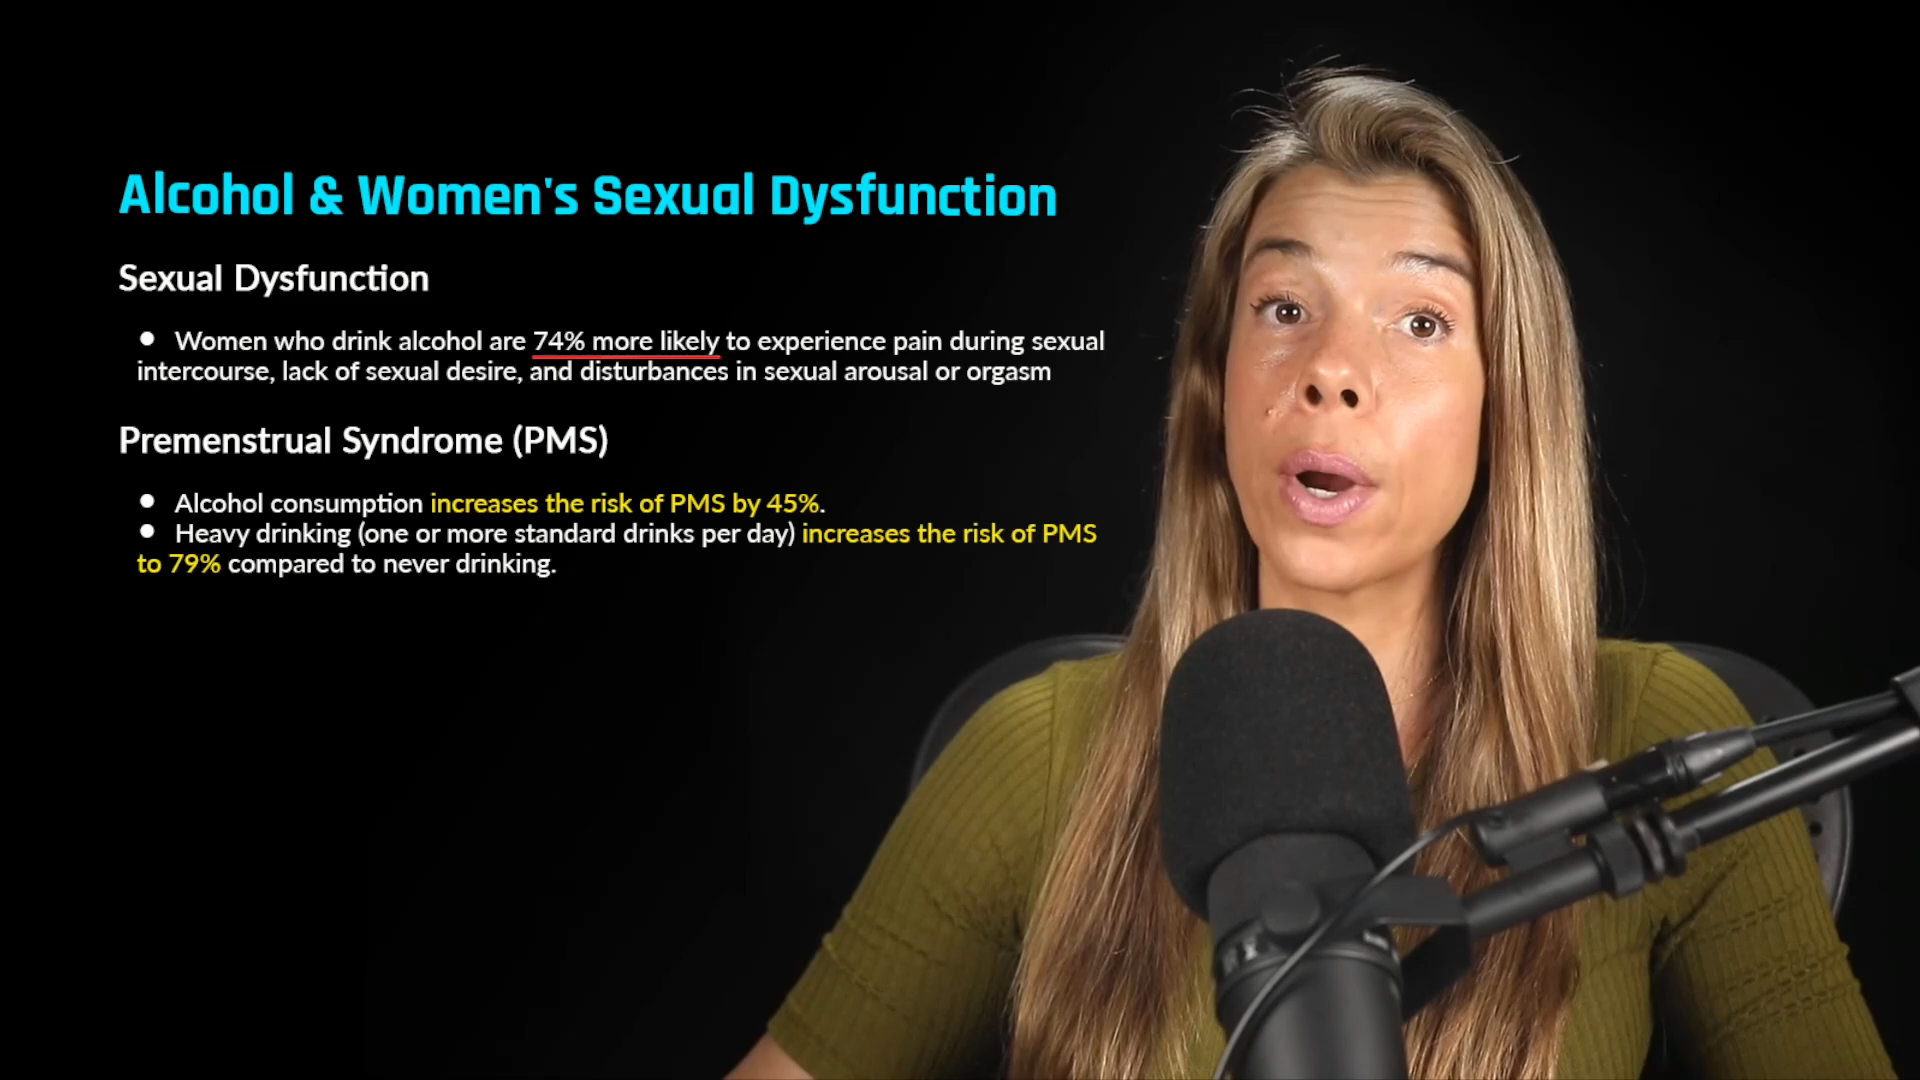 Alcohol & Women's Sexual Dysfunction
Sexual Dysfunction
● Women who drink alcohol are 74% more likely to experience pain during sexual
intercourse, lack of sexual desire, and disturbances in sexual arousal or orgasm
Premenstrual Syndrome (PMS)
● Alcohol consumption increases the risk of PMS by 45%.
● Heavy drinking (one or more standard drinks per day) increases the risk of PMS
to 79% compared to never drinking.